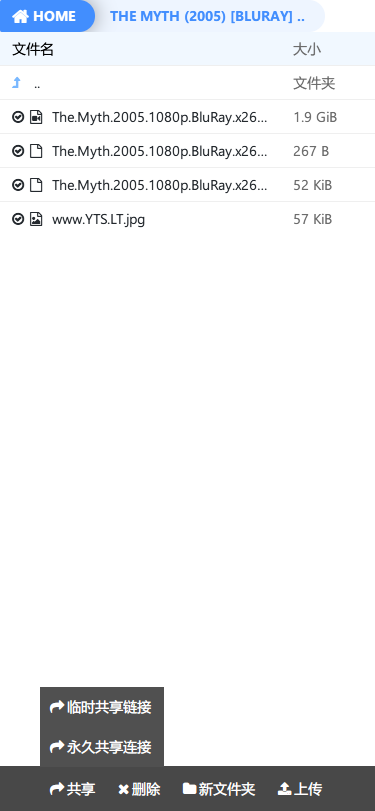 HOME THE MYTH (2005) [BLURAY] ..
文件名 大小
.. 文件夹
The.Myth.2005.1080p.BluRay.x26... 1.9 GiB
The.Myth.2005.1080p.BluRay.x26... 267 B
The.Myth.2005.1080p.BluRay.x26... 52 KiB
www.YTS.LT.jpg 57 KiB
临时共享链接
永久共享连接
共享 删除 新文件夹 上传